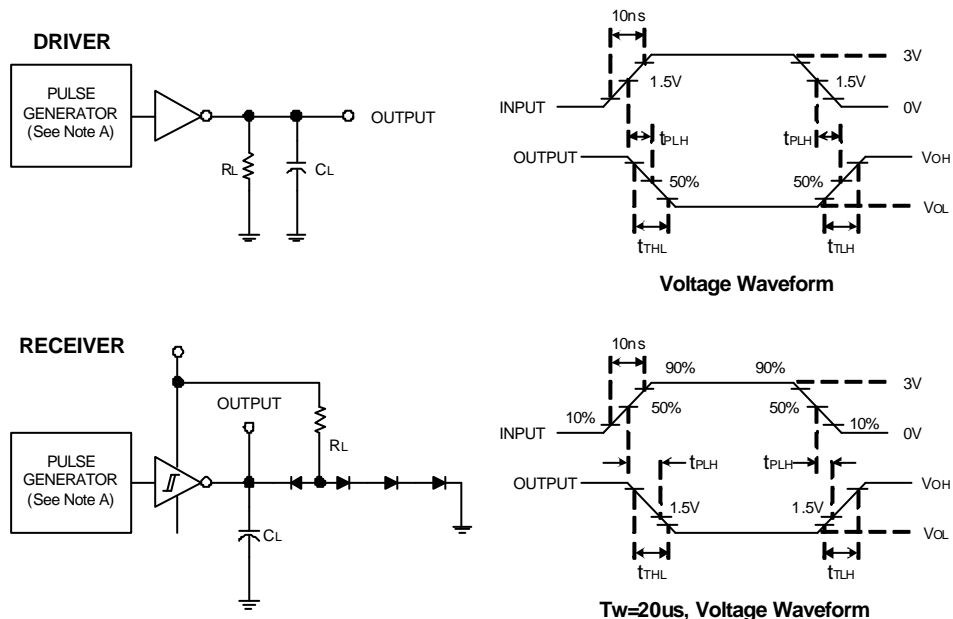 DRIVER
PULSE
GENERATOR
(See Note A)
OUTPUT
RL
CL
10ns
3V
1.5V
1.5V
INPUT
0V
tPLH
tPLH
OUTPUT
VOH
50%
50%
VOL
tTHL
tTLH
Voltage Waveform
RECEIVER
OUTPUT
RL
PULSE
GENERATOR
(See Note A)
CL
10ns
90%
90%
3V
10%
50%
50%
10%
INPUT
0V
tPLH
tPLH
OUTPUT
VOH
1.5V
1.5V
VOL
tTHL
tTLH
Tw=20us, Voltage Waveform